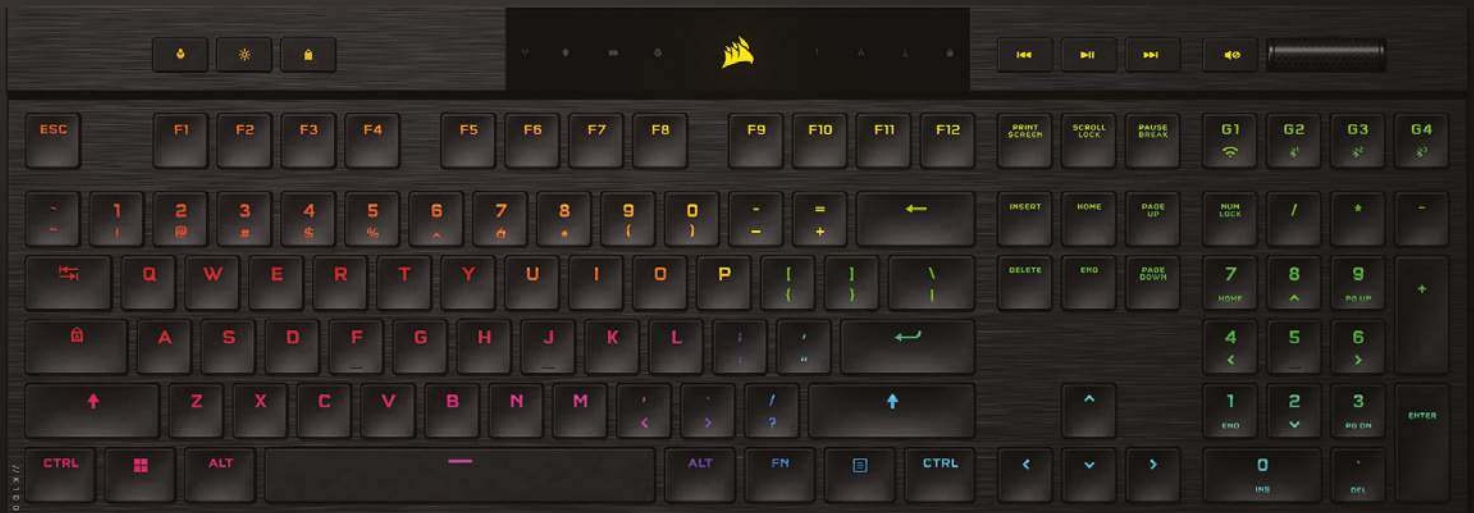 ESC F1 F2 F3 F4 F5 F6 F7 F8 F9 F10 F11 F12 PRINT SCREEN SCROLL LOCK PAUSE BREAK G1 G2 G3 G4
` 1 2 3 4 5 6 7 8 9 0 - = INSERT HOME PAGE UP NUM LOCK / * -
~ ! @ # $ % ^ & * ( ) _ +
Q W E R T Y U I O P [ ] \ DELETE END PAGE DOWN 7 8 9 +
{ } | HOME PG UP
A S D F G H J K L ; ' 4 5 6
: "
Z X C V B N M , . / 1 2 3 ENTER
< > ? END PG DN
CTRL ALT ALT FN CTRL 0 .
INS DEL
//K100